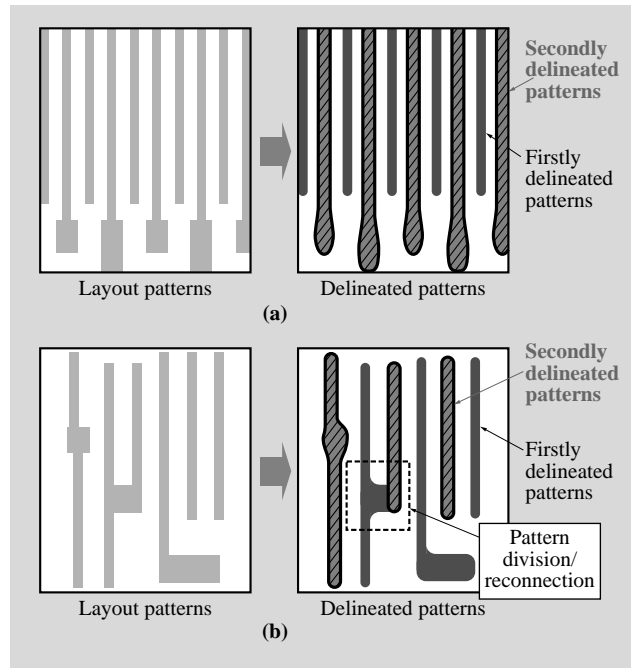 Secondly
delineated
patterns
Firstly
delineated
patterns
Layout patterns
Delineated patterns
(a)
Secondly
delineated
patterns
Firstly
delineated
patterns
Pattern
division/
reconnection
Layout patterns
Delineated patterns
(b)